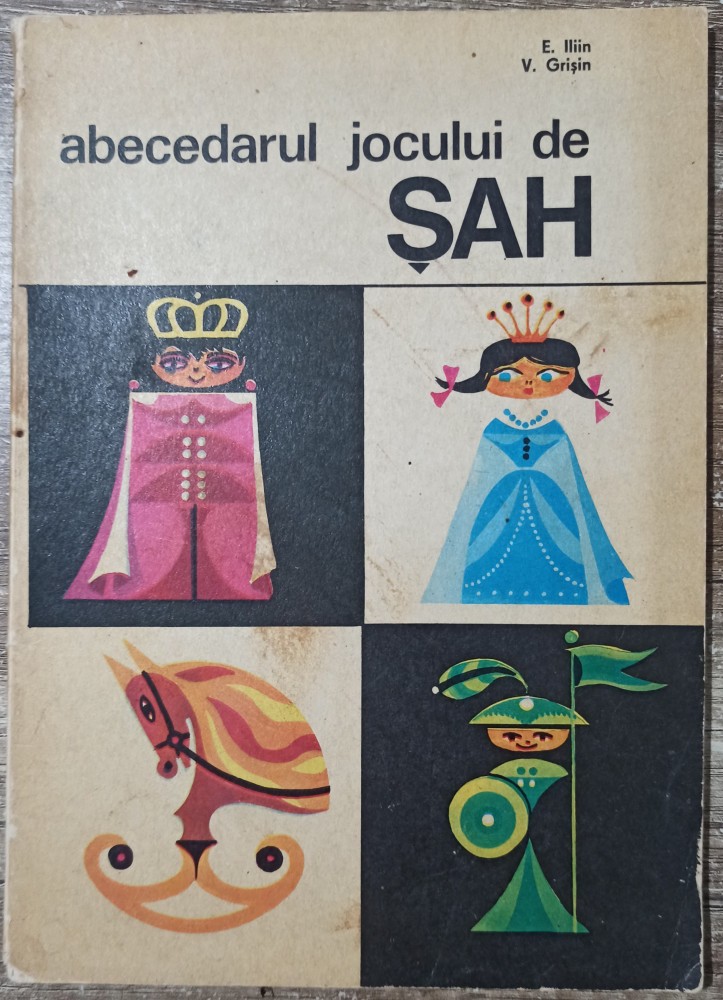 E. Iliin
V. Grișin
abecedarul jocului de
ȘAH